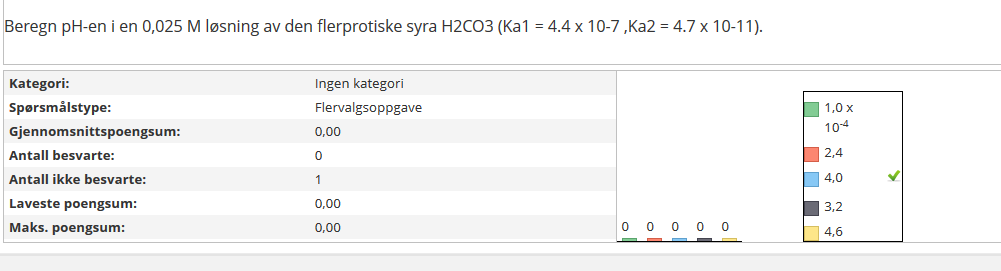 Beregn pH-en i en 0,025 M løsning av den flerprotiske syra H2CO3 (Ka1 = 4.4 x 10-7 ,Ka2 = 4.7 x 10-11).
Kategori: Ingen kategori
Spørsmålstype: Flervalgsoppgave
Gjennomsnittspoengsum: 0,00
Antall besvarte: 0
Antall ikke besvarte: 1
Laveste poengsum: 0,00
Maks. poengsum: 0,00
0 0 0 0 0
1,0 x
10-4
2,4
4,0
3,2
4,6